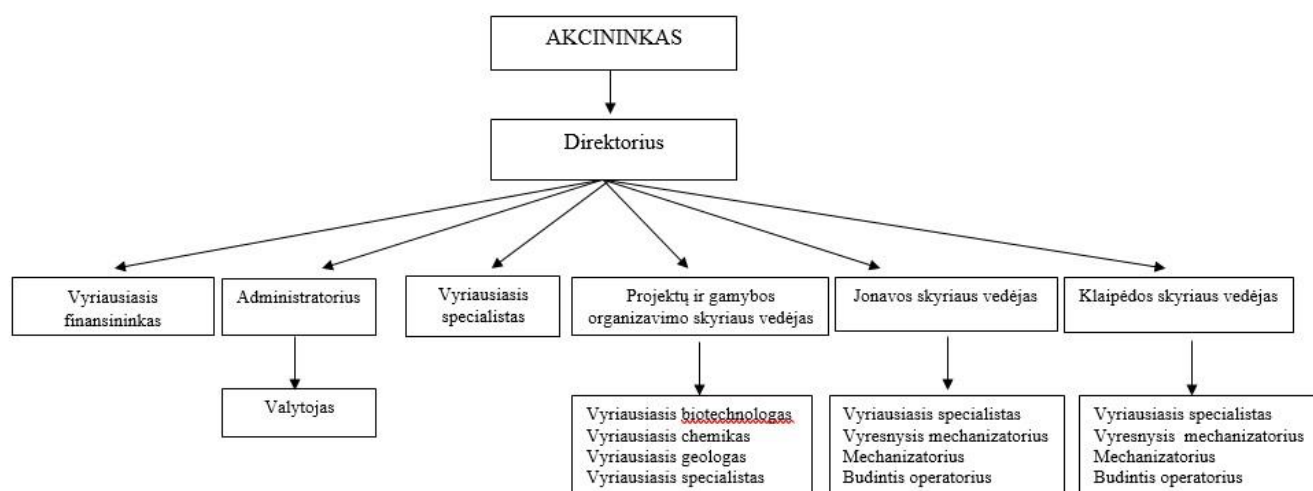 AKCININKAS
Direktorius
Vyriausiasis
finansininkas
Administratorius
Vyriausiasis
specialistas
Projektų ir gamybos
organizavimo skyriaus vedėjas
Jonavos skyriaus vedėjas
Klaipėdos skyriaus vedėjas
Valytojas
Vyriausiasis biotechnologas
Vyriausiasis chemikas
Vyriausiasis geologas
Vyriausiasis specialistas
Vyriausiasis specialistas
Vyresnysis mechanizatorius
Mechanizatorius
Budintis operatorius
Vyriausiasis specialistas
Vyresnysis mechanizatorius
Mechanizatorius
Budintis operatorius